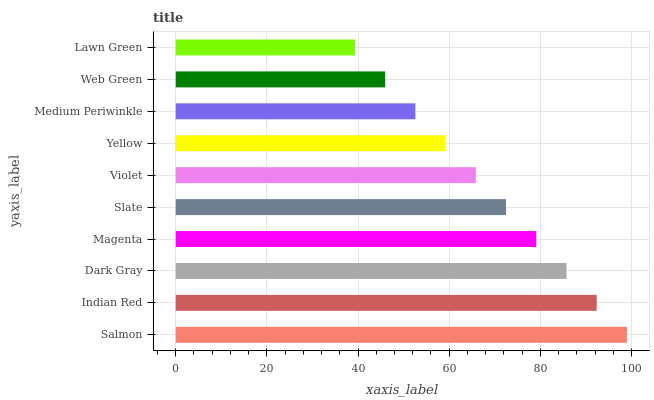 title
Lawn Green
Web Green
Medium Periwinkle
Yellow
Violet
Slate
Magenta
Dark Gray
Indian Red
Salmon
yaxis_label
0 20 40 60 80 100
xaxis_label